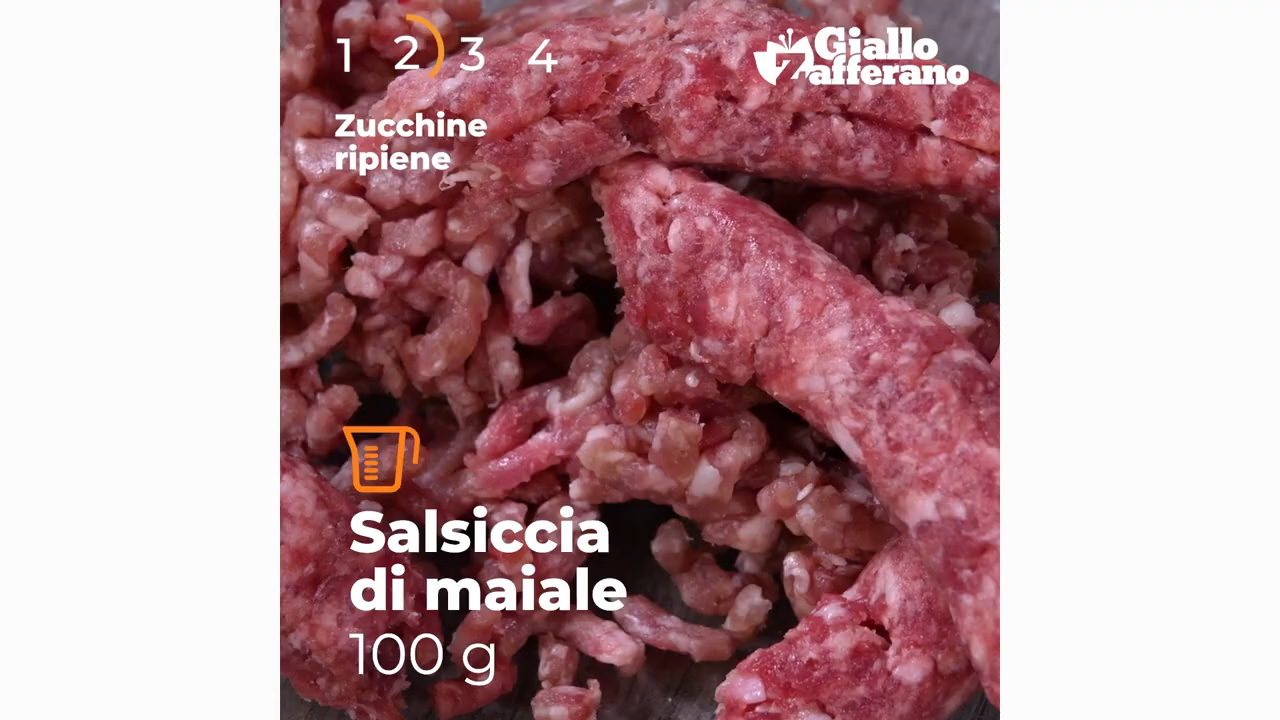 1 2 3 4
Giallo
Zafferano
Zucchine
ripiene
Salsiccia
di maiale
100 g